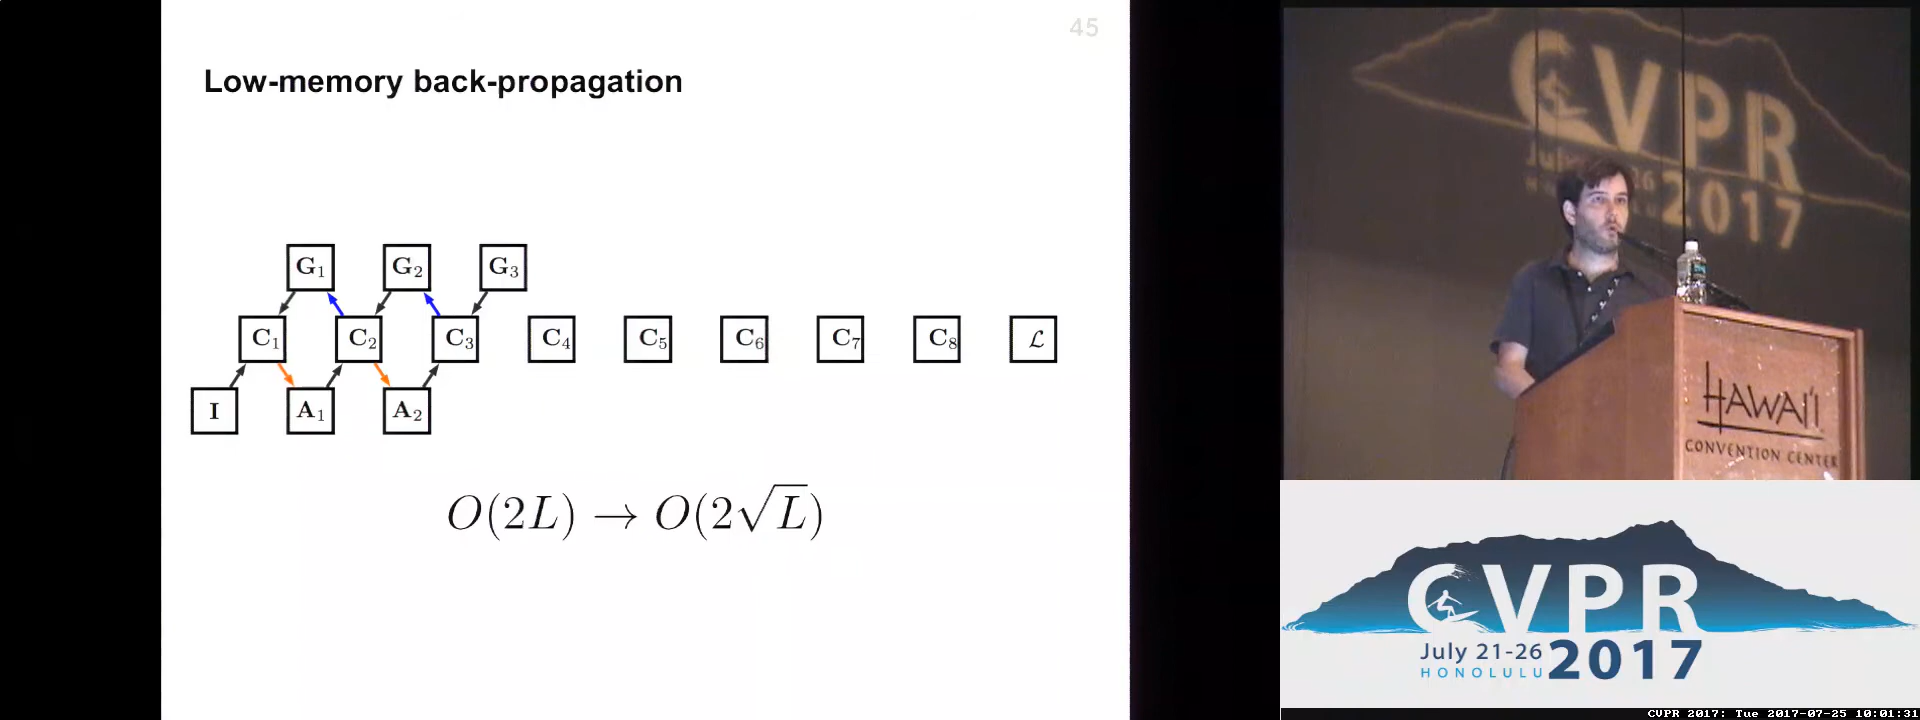 45
Low-memory back-propagation
G₁ G₂ G₃
C₁ C₂ C₃ C₄ C₅ C₆ C₇ C₈ ℒ
I A₁ A₂
O(2L) → O(2√L)
CVPR
July 26
2017
HAWAI'I
CONVENTION CENTER
CVPR
July 21-26
HONOLULU
2017
CVPR 2017: Tue 2017-07-25 10:01:31